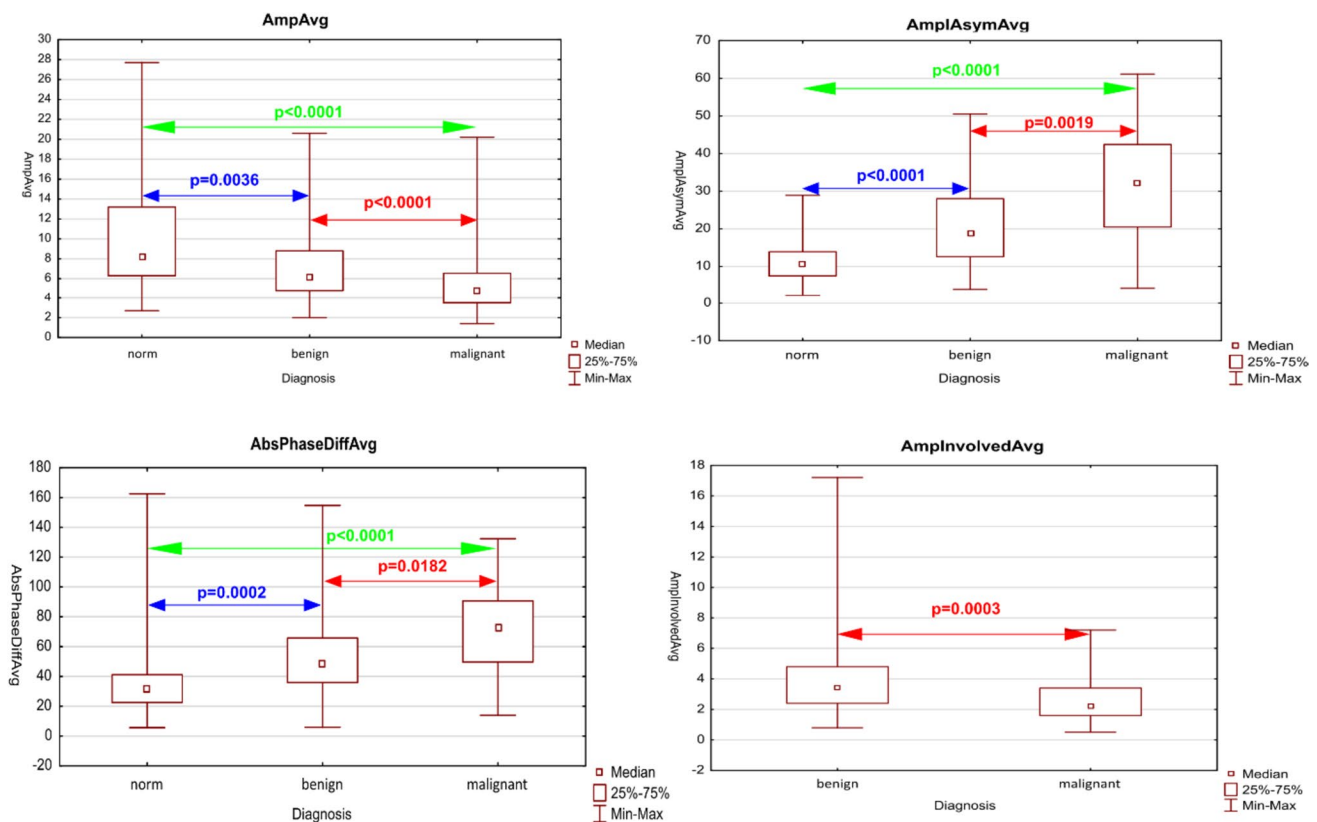 AmpAvg
30
28
26
24
22
20
18
16
14
12
10
8
6
4
2
0
AmpAvg
p<0.0001
p=0.0036
p<0.0001
norm benign malignant
Diagnosis
Median
25%-75%
Min-Max
AmplAsymAvg
70
60
50
40
30
20
10
0
-10
AmplAsymAvg
p<0.0001
p=0.0019
p<0.0001
norm benign malignant
Diagnosis
Median
25%-75%
Min-Max
AbsPhaseDiffAvg
180
160
140
120
100
80
60
40
20
0
-20
AbsPhaseDiffAvg
p<0.0001
p=0.0182
p=0.0002
norm benign malignant
Diagnosis
Median
25%-75%
Min-Max
AmpInvolvedAvg
18
16
14
12
10
8
6
4
2
0
-2
AmpInvolvedAvg
p=0.0003
benign malignant
Diagnosis
Median
25%-75%
Min-Max